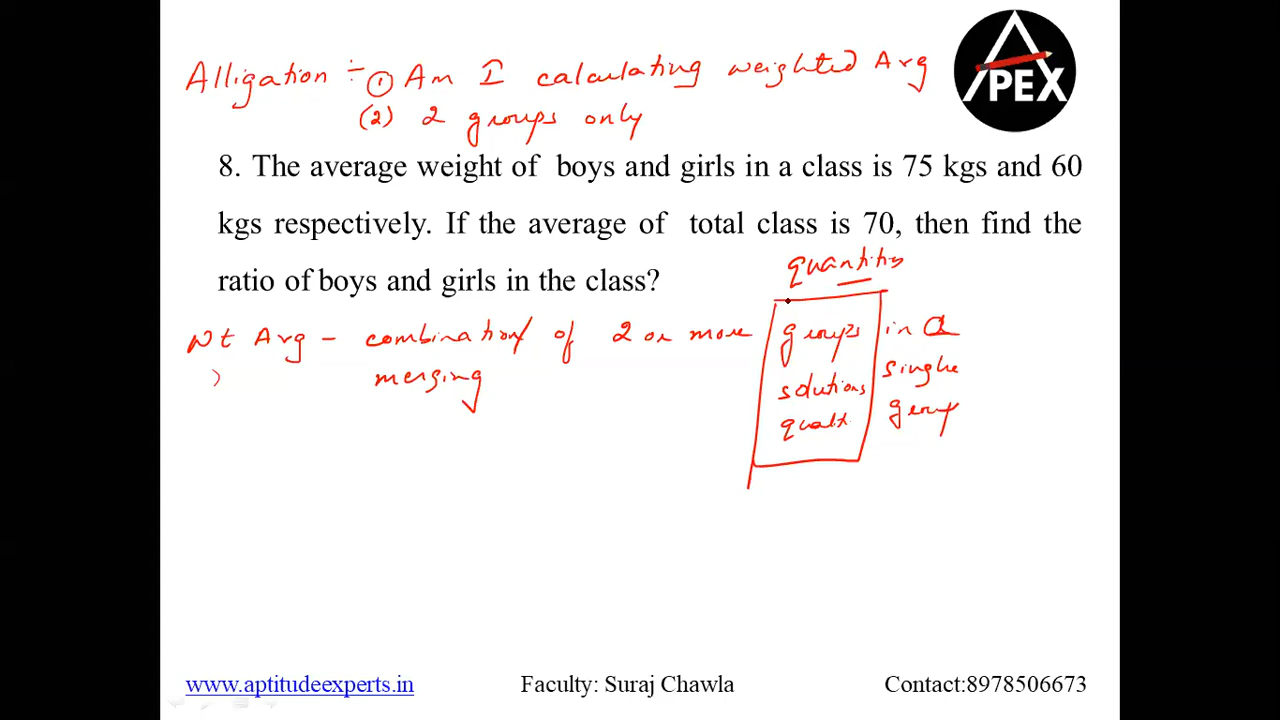 Alligation ÷ ① Am I calculating weighted Avg
(2) 2 groups only
APEX
8. The average weight of boys and girls in a class is 75 kgs and 60
kgs respectively. If the average of total class is 70, then find the
ratio of boys and girls in the class?
quantities
Wt Avg - combination of 2 or more groups in a
merging solutions single
group
www.aptitudeexperts.in Faculty: Suraj Chawla Contact:8978506673